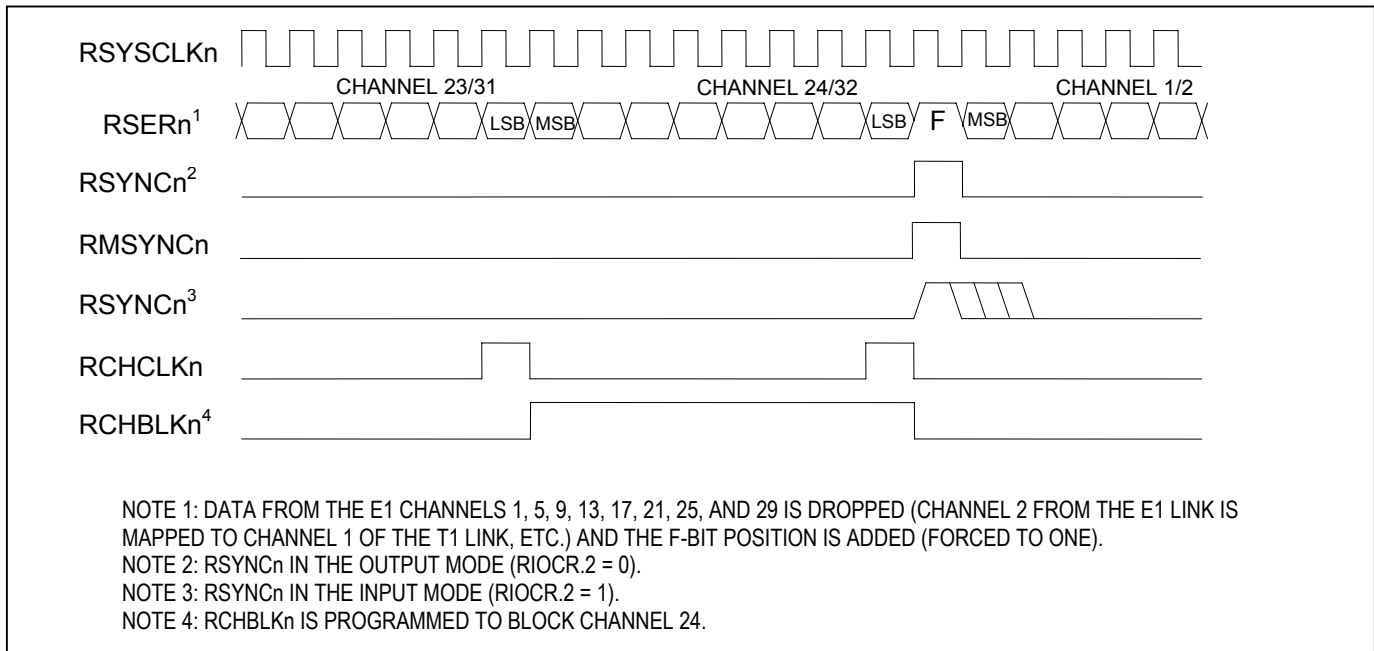 RSYSCLKn
CHANNEL 23/31 CHANNEL 24/32 CHANNEL 1/2
RSERn¹ LSB MSB LSB F MSB
RSYNCn²
RMSYNCn
RSYNCn³
RCHCLKn
RCHBLKn⁴
NOTE 1: DATA FROM THE E1 CHANNELS 1, 5, 9, 13, 17, 21, 25, AND 29 IS DROPPED (CHANNEL 2 FROM THE E1 LINK IS
MAPPED TO CHANNEL 1 OF THE T1 LINK, ETC.) AND THE F-BIT POSITION IS ADDED (FORCED TO ONE).
NOTE 2: RSYNCn IN THE OUTPUT MODE (RIOCR.2 = 0).
NOTE 3: RSYNCn IN THE INPUT MODE (RIOCR.2 = 1).
NOTE 4: RCHBLKn IS PROGRAMMED TO BLOCK CHANNEL 24.